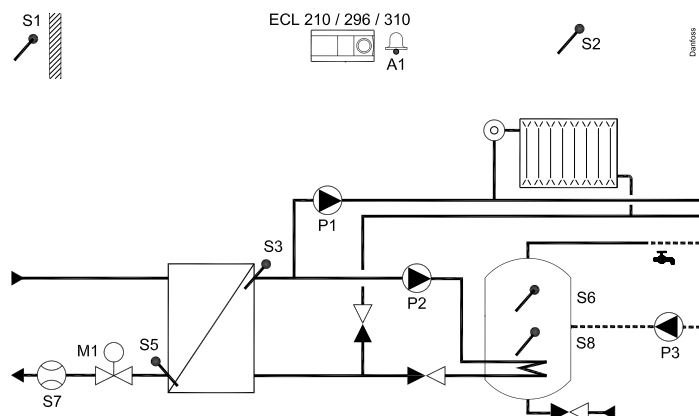 S1
ECL 210 / 296 / 310
A1
S2
Danfoss
P1
S3
P2
S6
S8
P3
M1
S5
S7